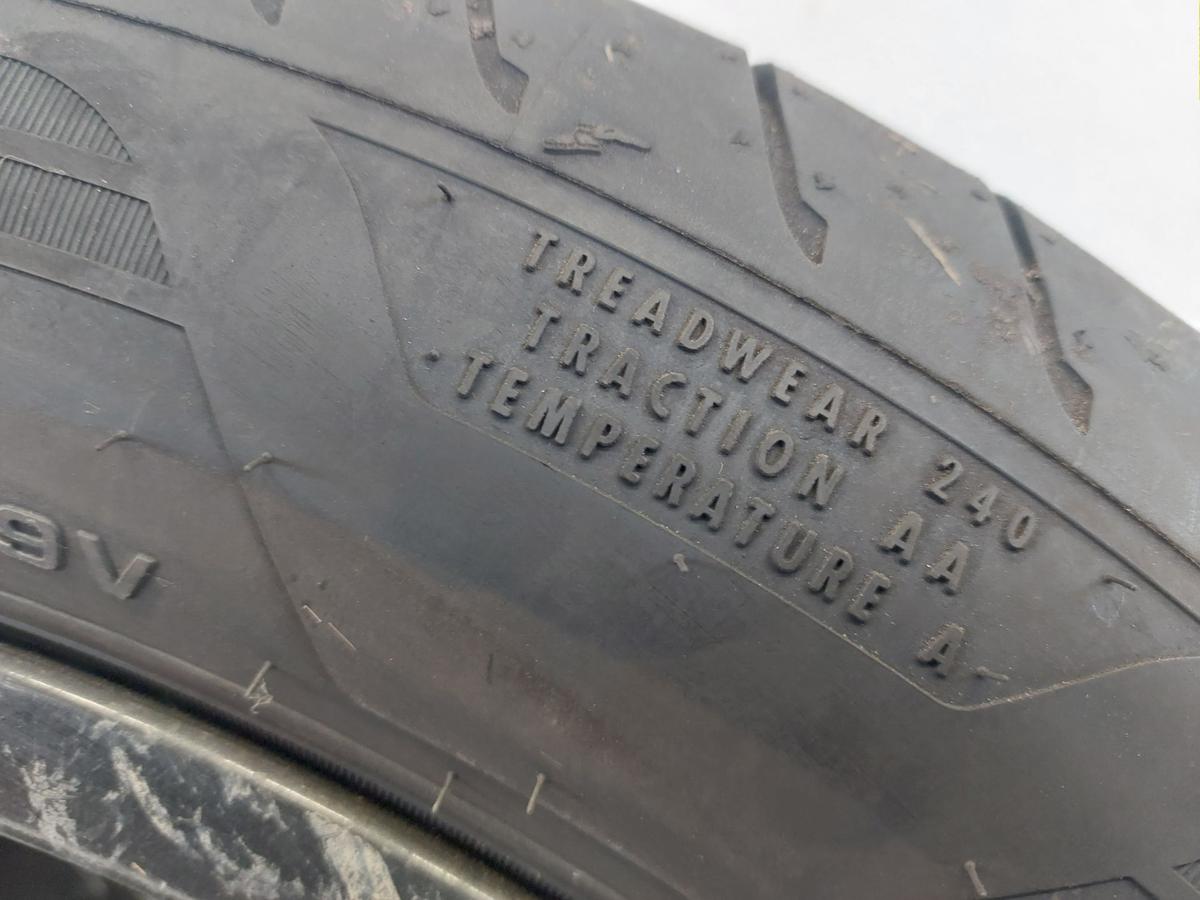 TREADWEAR 240
TRACTION AA
TEMPERATURE A
9V